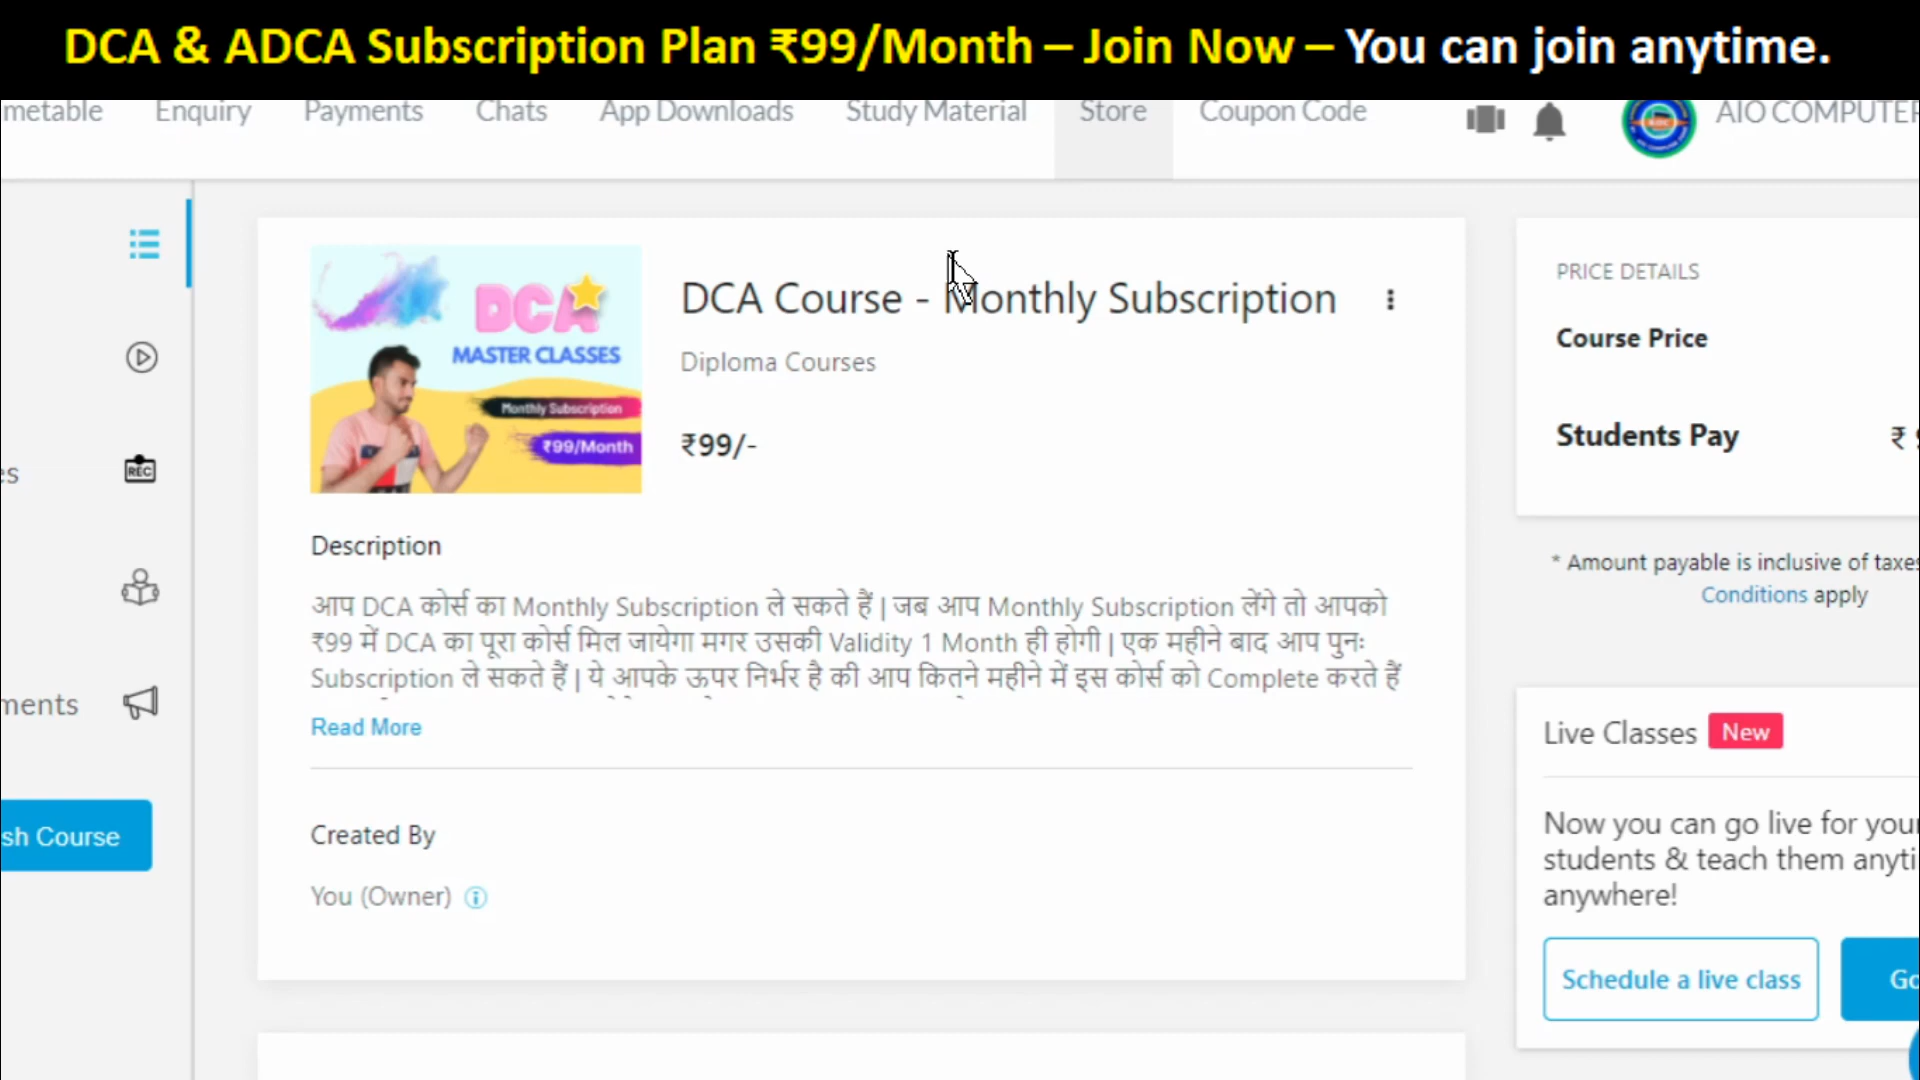 DCA & ADCA Subscription Plan ₹99/Month – Join Now – You can join anytime.
metable Enquiry Payments Chats App Downloads Study Material Store Coupon Code AIO COMPUTER
DCA
MASTER CLASSES
Monthly Subscription
₹99/Month
DCA Course - Monthly Subscription
Diploma Courses
₹99/-
Description
आप DCA कोर्स का Monthly Subscription ले सकते हैं | जब आप Monthly Subscription लेंगे तो आपको
₹99 में DCA का पूरा कोर्स मिल जायेगा मगर उसकी Validity 1 Month ही होगी | एक महीने बाद आप पुनः
Subscription ले सकते हैं | ये आपके ऊपर निर्भर है की आप कितने महीने में इस कोर्स को Complete करते हैं
Read More
Created By
You (Owner)
REC
es
ments
sh Course
PRICE DETAILS
Course Price
Students Pay ₹ 9
* Amount payable is inclusive of taxes
Conditions apply
Live Classes New
Now you can go live for your
students & teach them anyti
anywhere!
Schedule a live class
Go